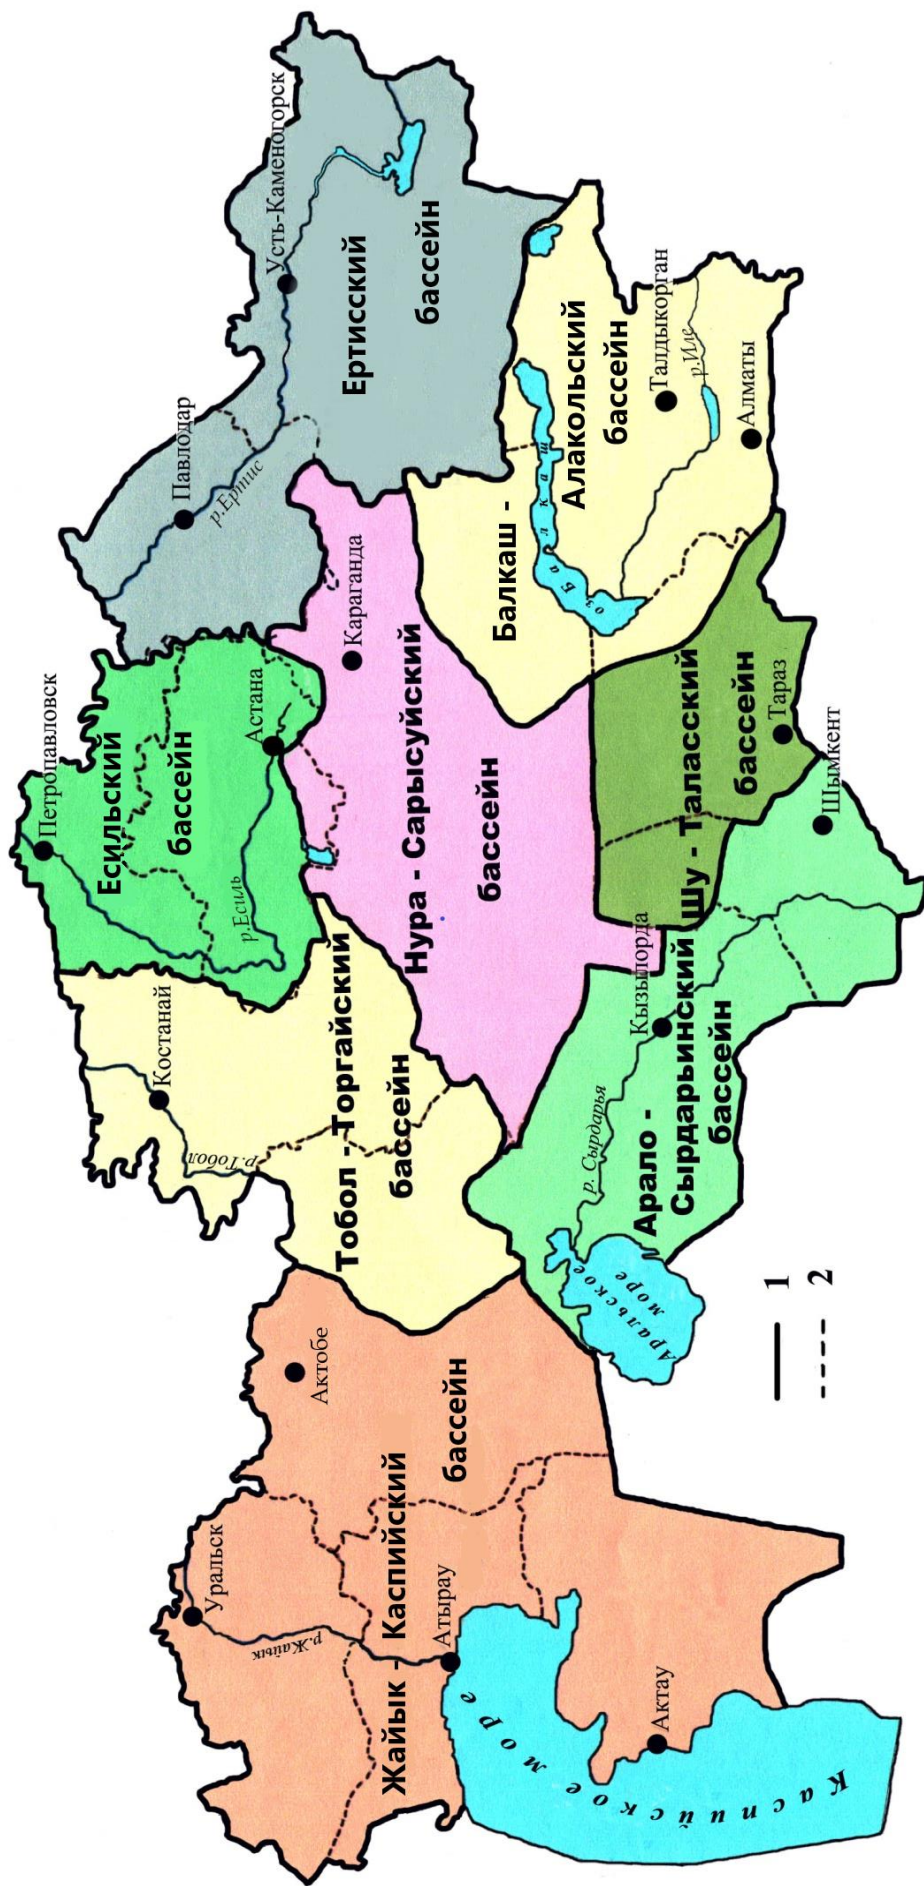 Петропавловск
Есильский
бассейн
р.Есиль
Астана
Костанай
р.Тобол
Тобол - Торгайский
бассейн
Павлодар
р.Ертис
Усть-Каменогорск
Ертисский
бассейн
Уральск
р.Жайык
Актобе
Жайык - Каспийский
бассейн
Атырау
Актау
Каспийское море
Караганда
Нура - Сарысуйский
бассейн
Балкаш -
Алакольский
бассейн
оз Балкаш
Талдыкорган
р.Иле
Алматы
Шу - Таласский
бассейн
Тараз
Шымкент
Кызылорда
р. Сырдарья
Арало -
Сырдарьинский
бассейн
Аральское
море
1
2